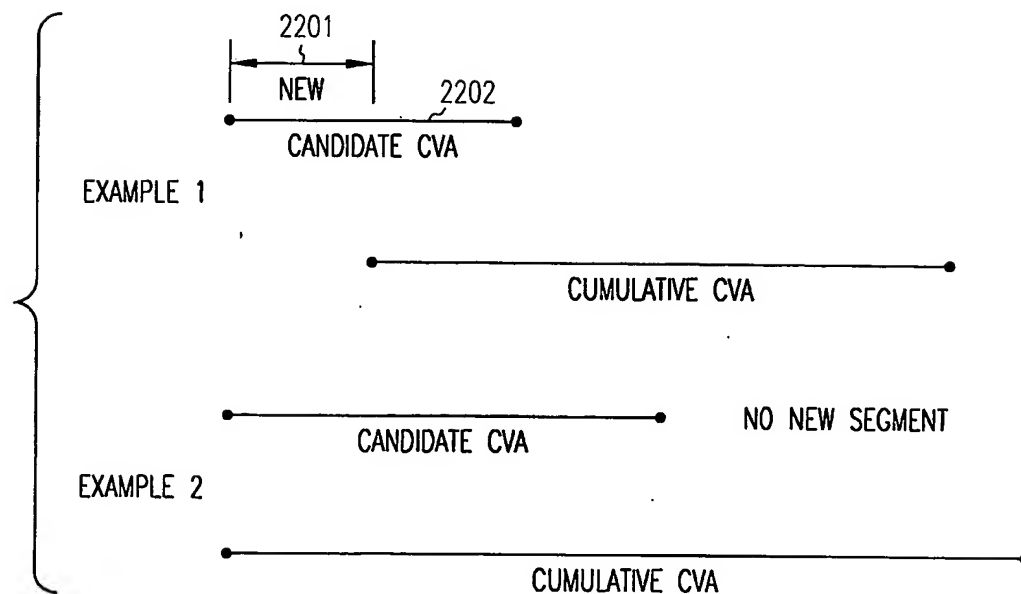 2201
NEW
2202
CANDIDATE CVA
EXAMPLE 1
CUMULATIVE CVA
CANDIDATE CVA
NO NEW SEGMENT
EXAMPLE 2
CUMULATIVE CVA